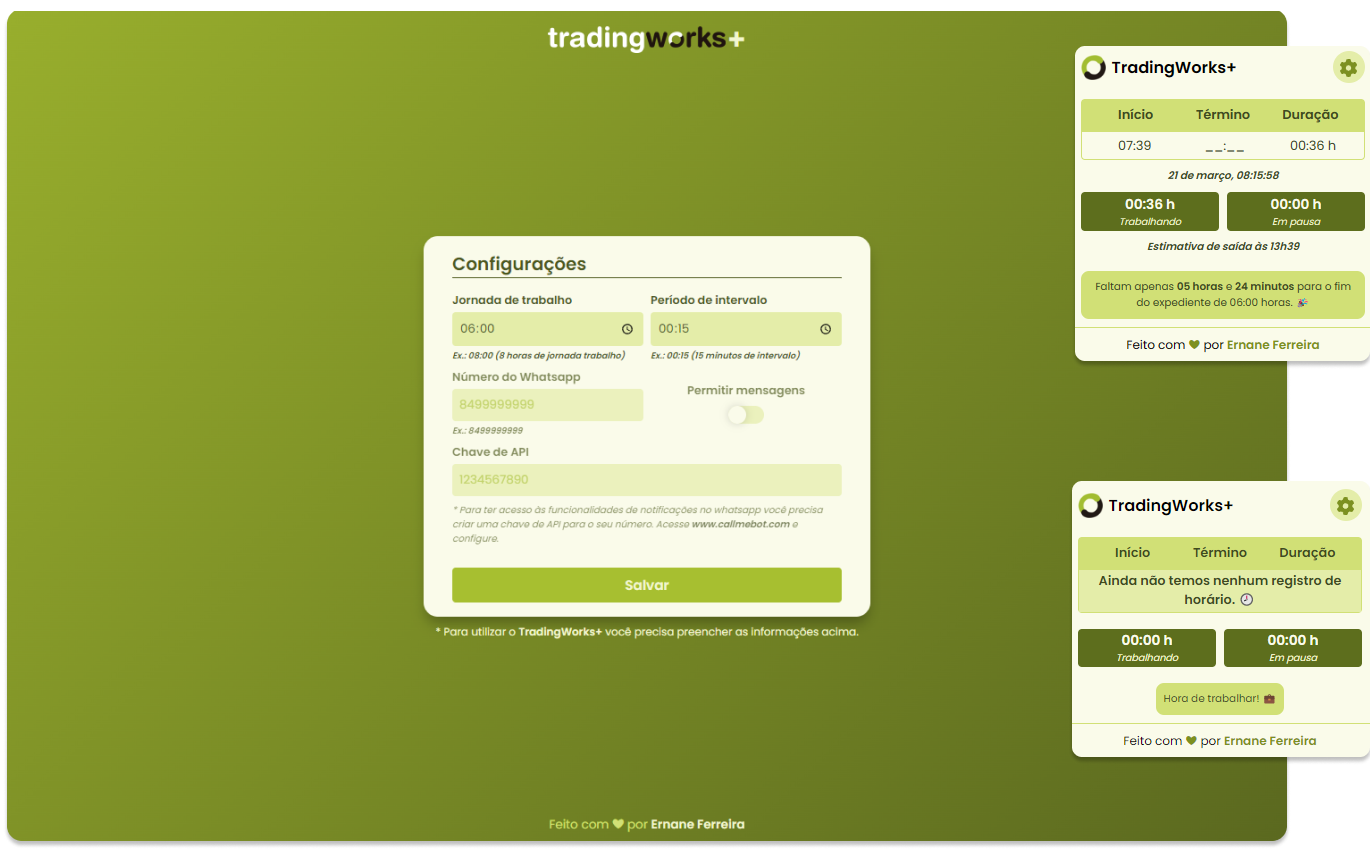 tradingworks+
Configurações
Jornada de trabalho
Período de intervalo
06:00
00:15
Ex.: 08:00 (8 horas de jornada trabalho)
Ex.: 00:15 (15 minutos de intervalo)
Número do Whatsapp
Permitir mensagens
8499999999
Ex.: 8499999999
Chave de API
1234567890
* Para ter acesso às funcionalidades de notificações no whatsapp você precisa
criar uma chave de API para o seu número. Acesse www.callmebot.com e
configure.
Salvar
* Para utilizar o TradingWorks+ você precisa preencher as informações acima.
Feito com ♥ por Ernane Ferreira
TradingWorks+
Início Término Duração
07:39 __:__ 00:36 h
21 de março, 08:15:58
00:36 h
Trabalhando
00:00 h
Em pausa
Estimativa de saída às 13h39
Faltam apenas 05 horas e 24 minutos para o fim
do expediente de 06:00 horas. 🎉
Feito com ♥ por Ernane Ferreira
TradingWorks+
Início Término Duração
Ainda não temos nenhum registro de
horário. 🕗
00:00 h
Trabalhando
00:00 h
Em pausa
Hora de trabalhar! 💼
Feito com ♥ por Ernane Ferreira